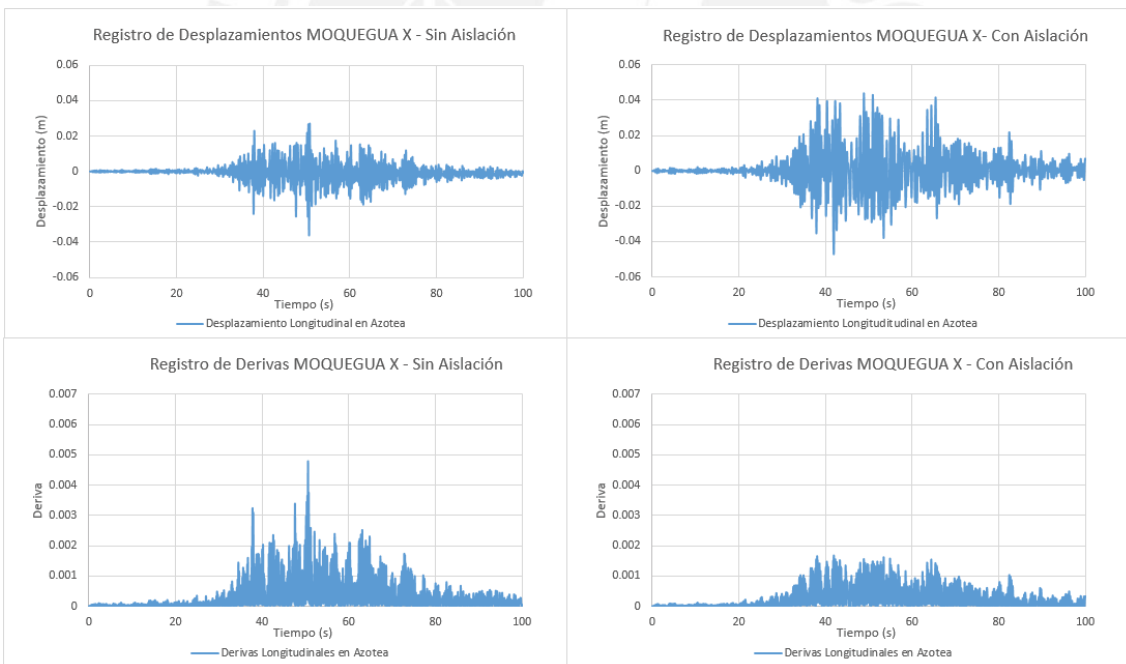 Registro de Desplazamientos MOQUEGUA X - Sin Aislación
0.06
0.04
0.02
0
-0.02
-0.04
-0.06
Desplazamiento (m)
0 20 40 60 80 100
Tiempo (s)
Desplazamiento Longitudinal en Azotea
Registro de Desplazamientos MOQUEGUA X- Con Aislación
0.06
0.04
0.02
0
-0.02
-0.04
-0.06
Desplazamiento (m)
0 20 40 60 80 100
Tiempo (s)
Desplazamiento Longituditudinal en Azotea
Registro de Derivas MOQUEGUA X - Sin Aislación
0.007
0.006
0.005
0.004
0.003
0.002
0.001
0
Deriva
0 20 40 60 80 100
Tiempo (s)
Derivas Longitudinales en Azotea
Registro de Derivas MOQUEGUA X - Con Aislación
0.007
0.006
0.005
0.004
0.003
0.002
0.001
0
Deriva
0 20 40 60 80 100
Tiempo (s)
Derivas Longitudinales en Azotea